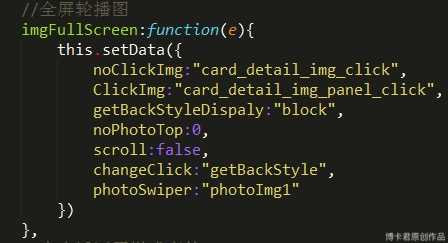 //全屏轮播图
imgFullScreen:function(e){
this.setData({
noClickImg:"card_detail_img_click",
ClickImg:"card_detail_img_panel_click",
getBackStyleDispaly:"block",
noPhotoTop:0,
scroll:false,
changeClick:"getBackStyle",
photoSwiper:"photoImg1"
})
},
博卡君原创作品